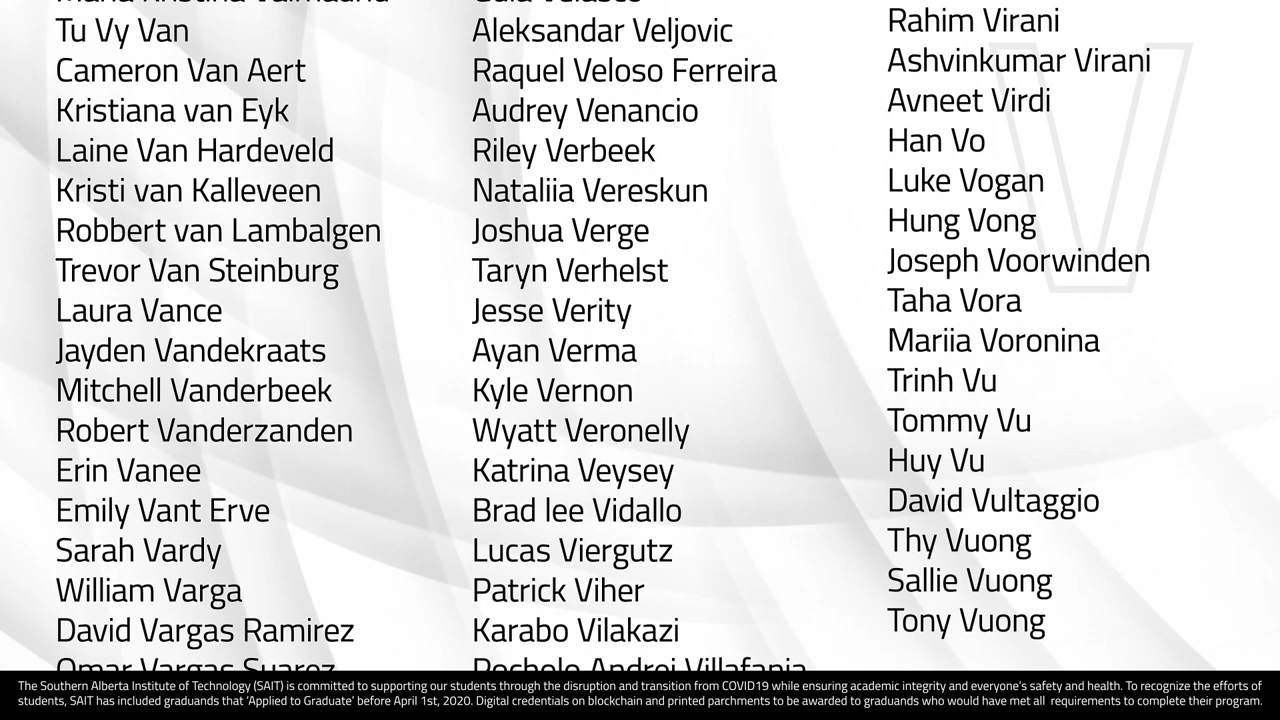 Tu Vy Van
Cameron Van Aert
Kristiana van Eyk
Laine Van Hardeveld
Kristi van Kalleveen
Robbert van Lambalgen
Trevor Van Steinburg
Laura Vance
Jayden Vandekraats
Mitchell Vanderbeek
Robert Vanderzanden
Erin Vanee
Emily Vant Erve
Sarah Vardy
William Varga
David Vargas Ramirez
Omar Vargas Suarez
Aleksandar Veljovic
Raquel Veloso Ferreira
Audrey Venancio
Riley Verbeek
Nataliia Vereskun
Joshua Verge
Taryn Verhelst
Jesse Verity
Ayan Verma
Kyle Vernon
Wyatt Veronelly
Katrina Veysey
Brad lee Vidallo
Lucas Viergutz
Patrick Viher
Karabo Vilakazi
Andrei Villafania
V
Rahim Virani
Ashvinkumar Virani
Avneet Virdi
Han Vo
Luke Vogan
Hung Vong
Joseph Voorwinden
Taha Vora
Mariia Voronina
Trinh Vu
Tommy Vu
Huy Vu
David Vultaggio
Thy Vuong
Sallie Vuong
Tony Vuong
The Southern Alberta Institute of Technology (SAIT) is committed to supporting our students through the disruption and transition from COVID19 while ensuring academic integrity and everyone's safety and health. To recognize the efforts of
students, SAIT has included graduands that 'Applied to Graduate' before April 1st, 2020. Digital credentials on blockchain and printed parchments to be awarded to graduands who would have met all requirements to complete their program.